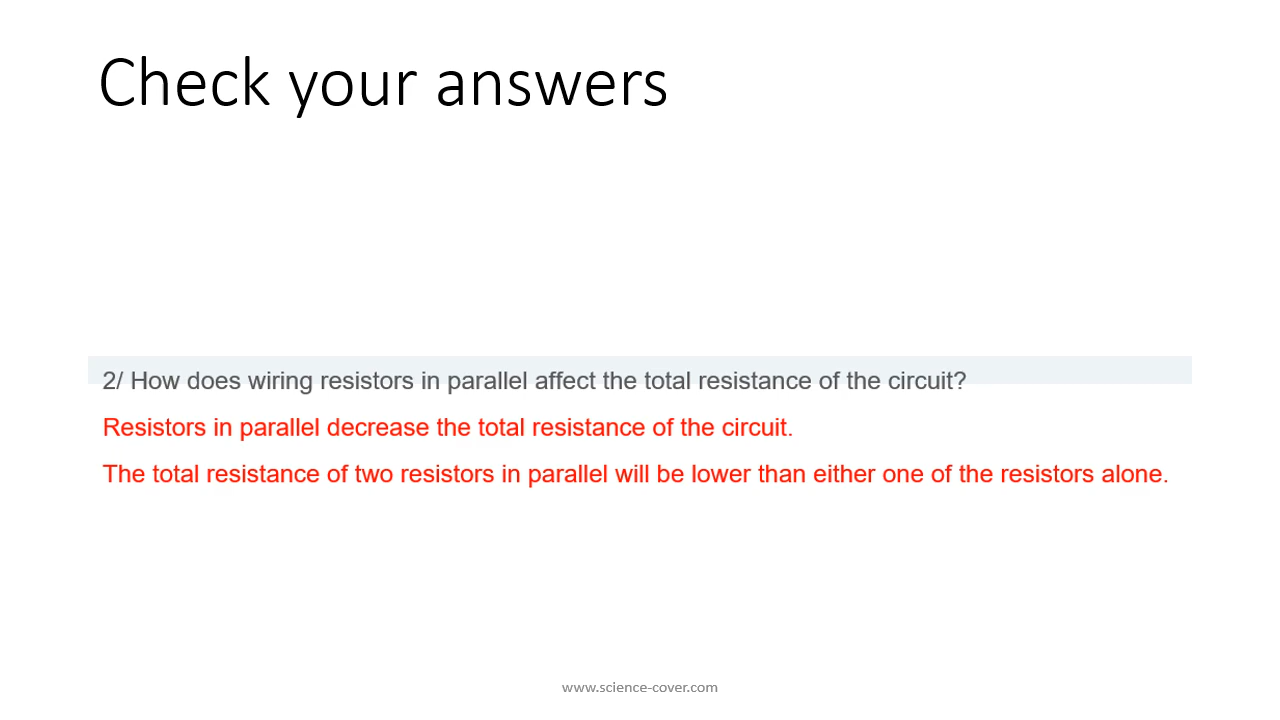 Check your answers
2/ How does wiring resistors in parallel affect the total resistance of the circuit?
Resistors in parallel decrease the total resistance of the circuit.
The total resistance of two resistors in parallel will be lower than either one of the resistors alone.
www.science-cover.com